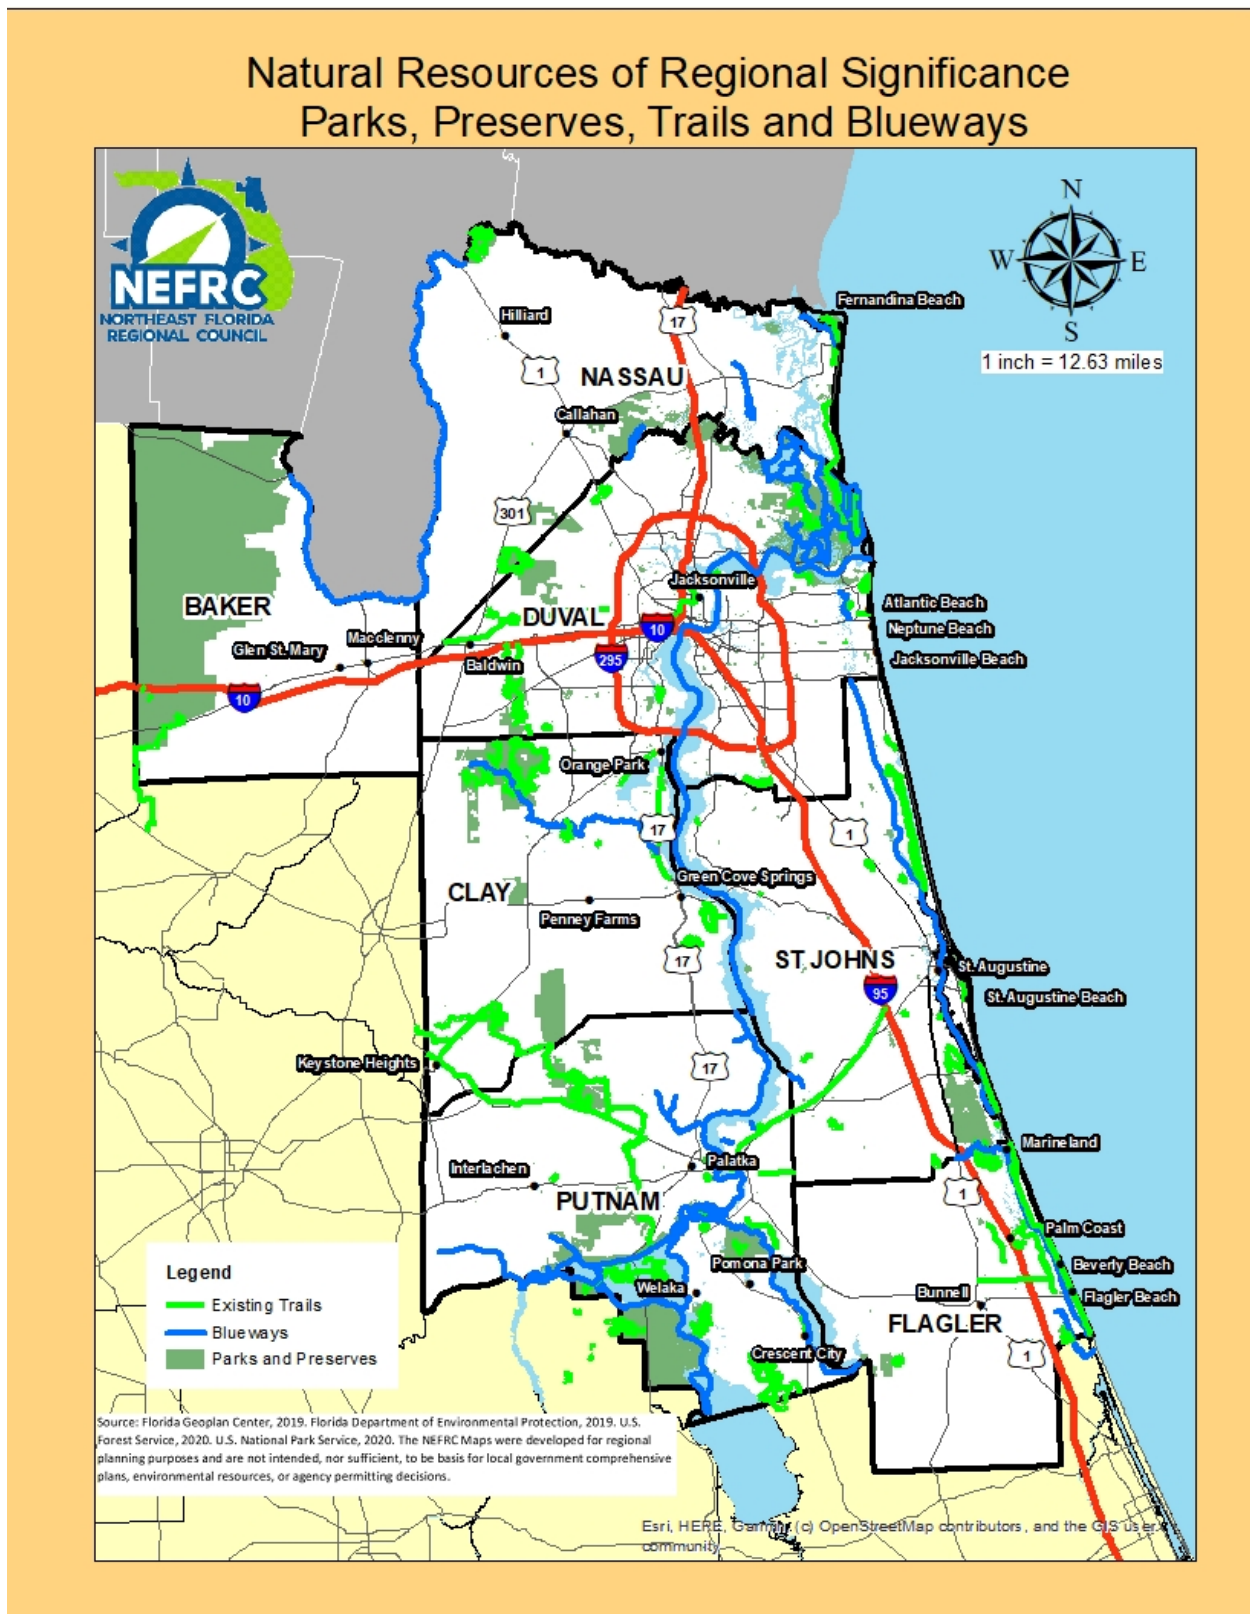 Natural Resources of Regional Significance
Parks, Preserves, Trails and Blueways
NEFRC
NORTHEAST FLORIDA
REGIONAL COUNCIL
N
W
E
S
1 inch = 12.63 miles
Fernandina Beach
Hilliard
17
1
NASSAU
Callahan
301
Jacksonville
BAKER
DUVAL
10
Atlantic Beach
Neptune Beach
Macclenny
Glen St. Mary
Baldwin
295
Jacksonville Beach
10
Orange Park
17
1
Green Cove Springs
CLAY
Penney Farms
17
ST JOHNS
St. Augustine
95
St. Augustine Beach
Keystone Heights
17
Marineland
Interlachen
Palatka
PUTNAM
1
Palm Coast
Pomona Park
Beverly Beach
Welaka
Bunnell
Flagler Beach
FLAGLER
Crescent City
1
Legend
Existing Trails
Blueways
Parks and Preserves
Source: Florida Geoplan Center, 2019. Florida Department of Environmental Protection, 2019. U.S.
Forest Service, 2020. U.S. National Park Service, 2020. The NEFRC Maps were developed for regional
planning purposes and are not intended, nor sufficient, to be basis for local government comprehensive
plans, environmental resources, or agency permitting decisions.
Esri, HERE, Garmin, (c) OpenStreetMap contributors, and the GIS user
community